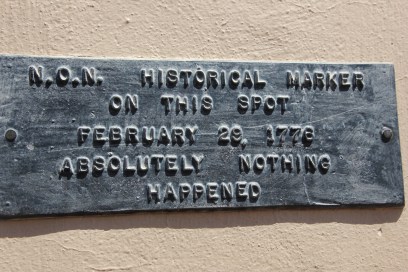 N.O.N. HISTORICAL MARKER
ON THIS SPOT
FEBRUARY 29, 1776
ABSOLUTELY NOTHING
HAPPENED